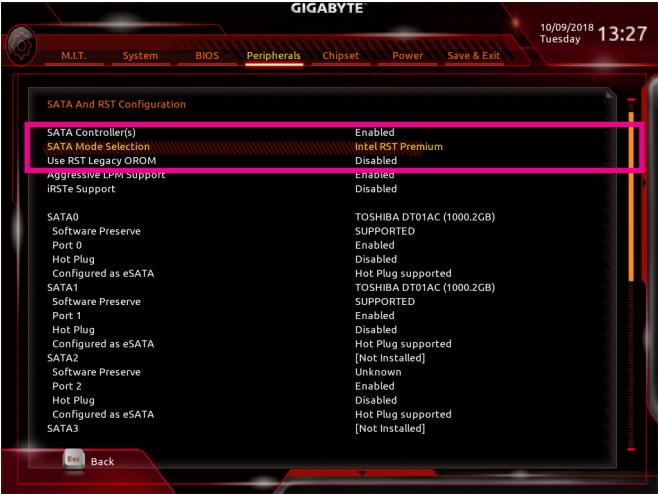 GIGABYTE
10/09/2018 13:27
Tuesday
M.I.T. System BIOS Peripherals Chipset Power Save & Exit
SATA And RST Configuration
SATA Controller(s) Enabled
SATA Mode Selection Intel RST Premium
Use RST Legacy OROM Disabled
Aggressive LPM Support Enabled
iRSTe Support Disabled
SATA0 TOSHIBA DT01AC (1000.2GB)
Software Preserve SUPPORTED
Port 0 Enabled
Hot Plug Disabled
Configured as eSATA Hot Plug supported
SATA1 TOSHIBA DT01AC (1000.2GB)
Software Preserve SUPPORTED
Port 1 Enabled
Hot Plug Disabled
Configured as eSATA Hot Plug supported
SATA2 [Not Installed]
Software Preserve Unknown
Port 2 Enabled
Hot Plug Disabled
Configured as eSATA Hot Plug supported
SATA3 [Not Installed]
Esc Back